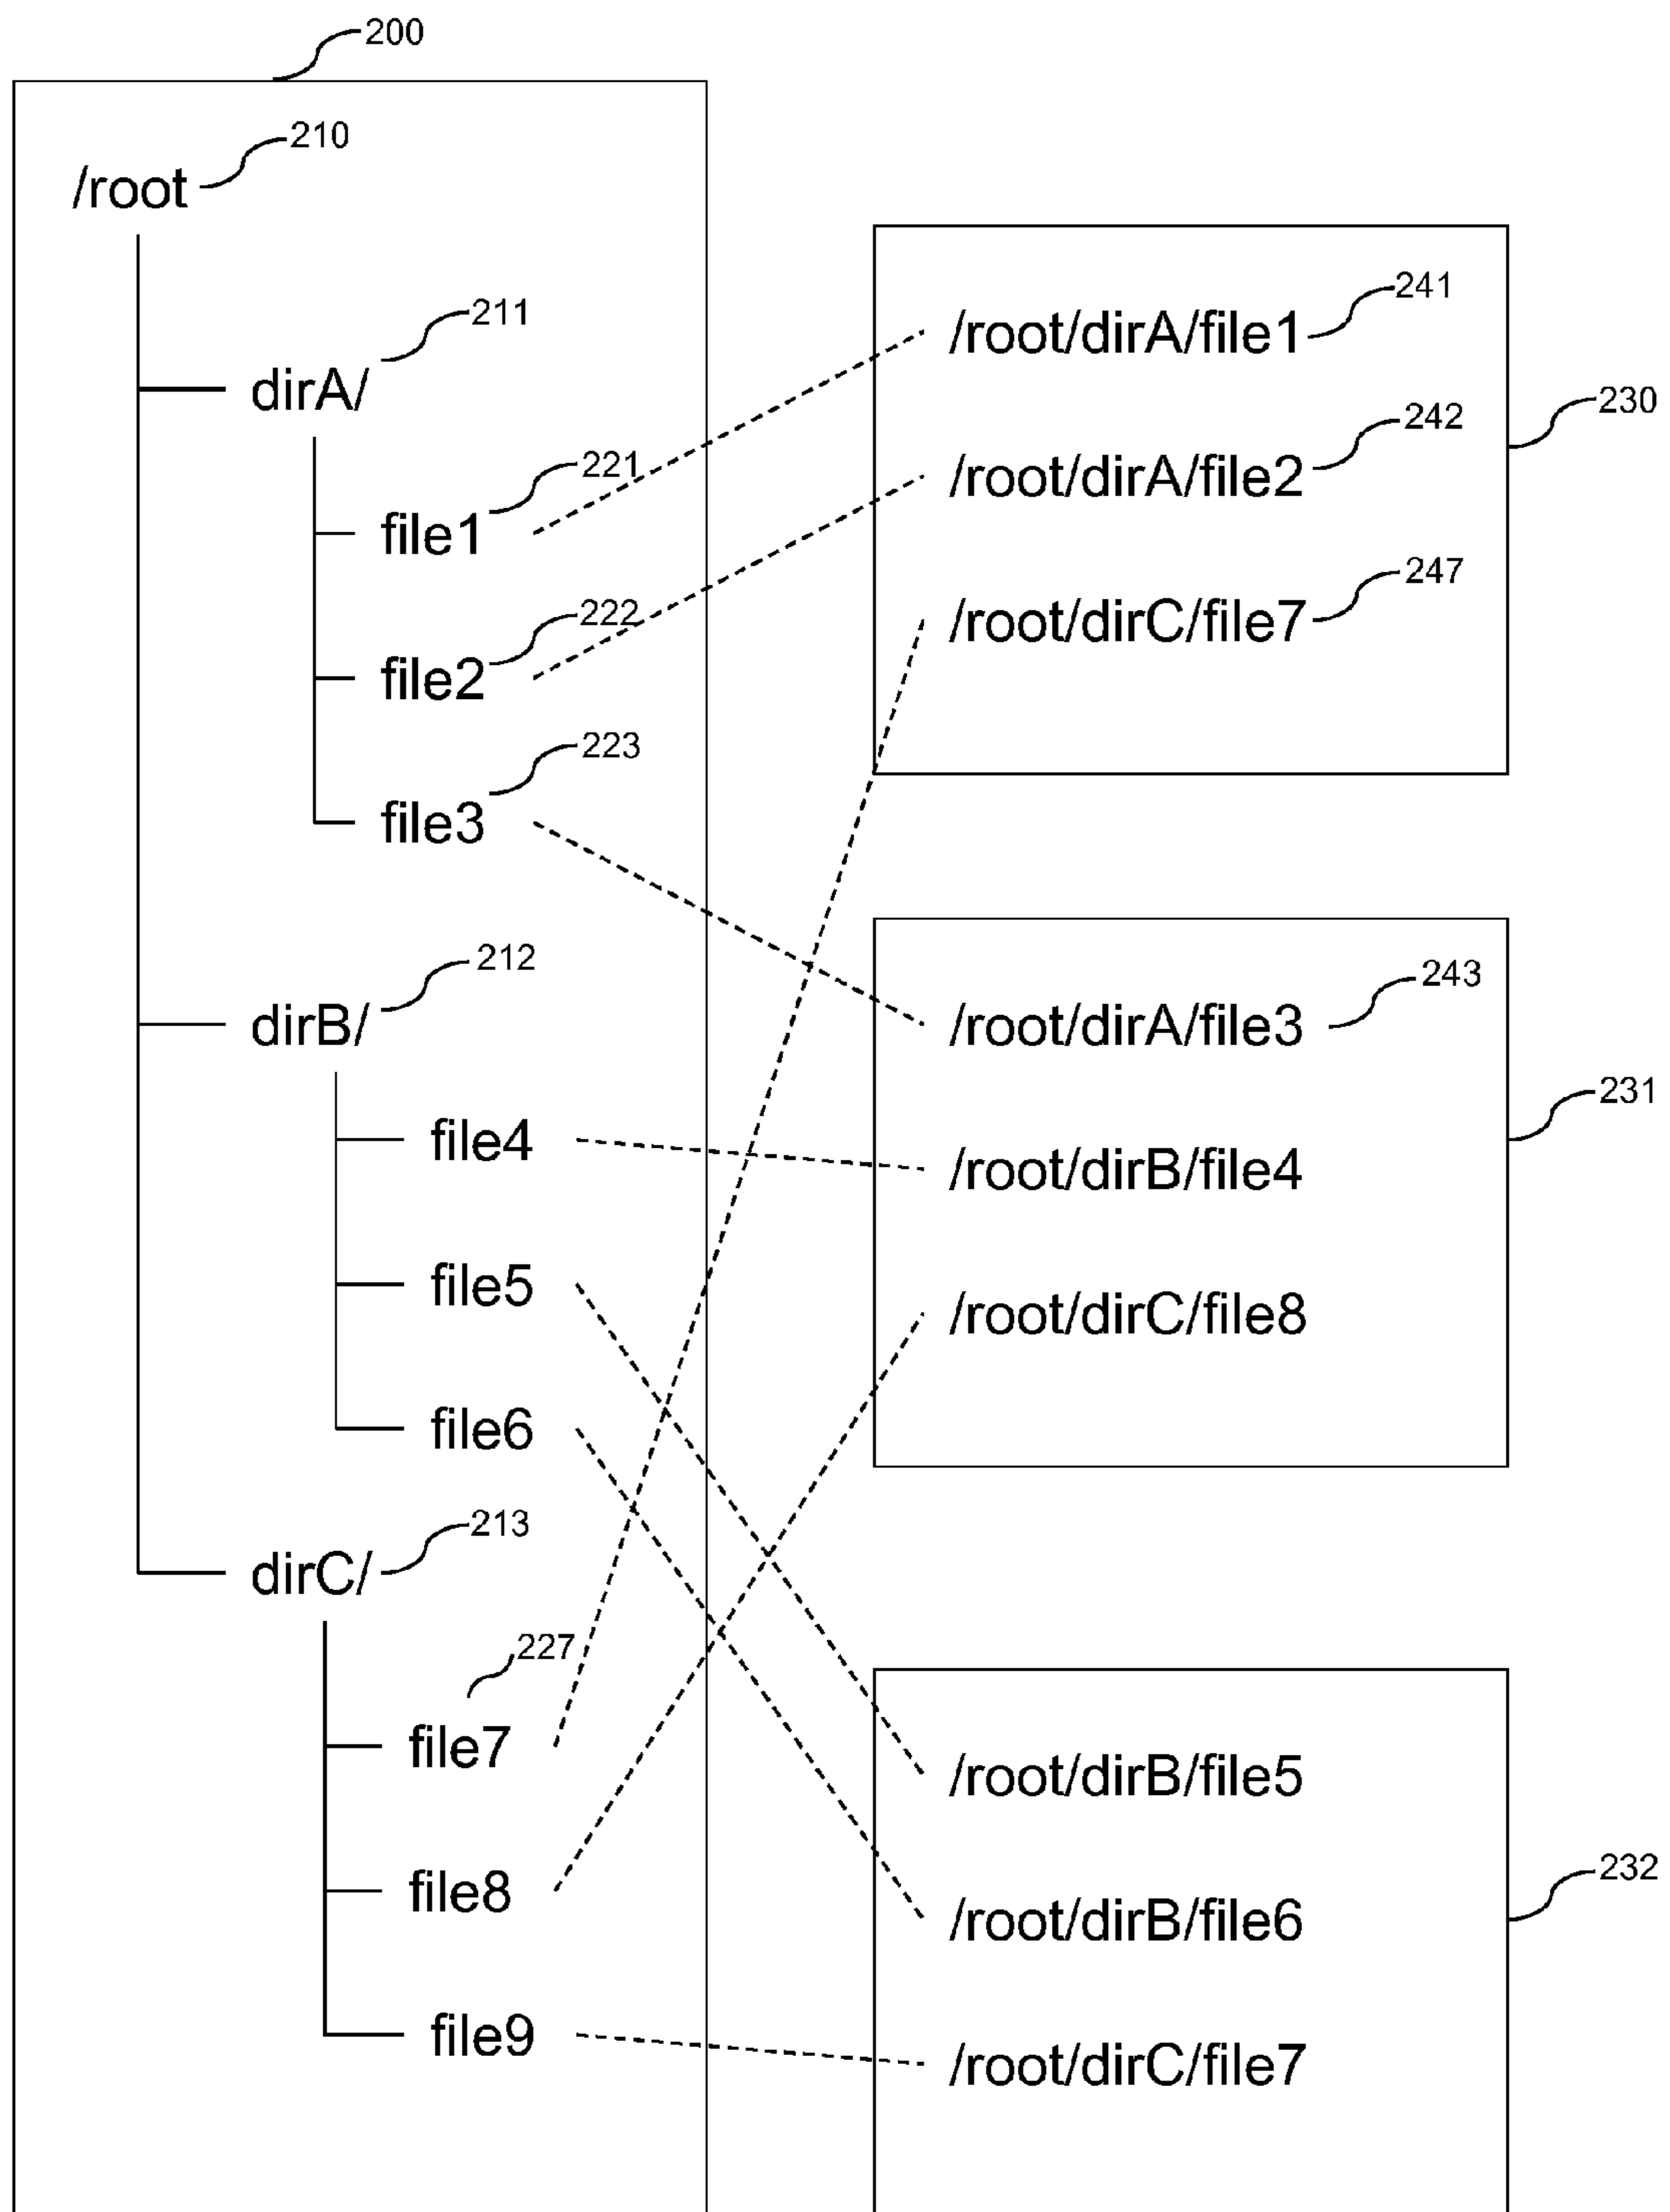 200
210
/root
211
dirA/
221
file1
222
file2
223
file3
212
dirB/
file4
file5
file6
213
dirC/
227
file7
file8
file9
241
/root/dirA/file1
230
242
/root/dirA/file2
247
/root/dirC/file7
243
/root/dirA/file3
231
/root/dirB/file4
/root/dirC/file8
/root/dirB/file5
232
/root/dirB/file6
/root/dirC/file7